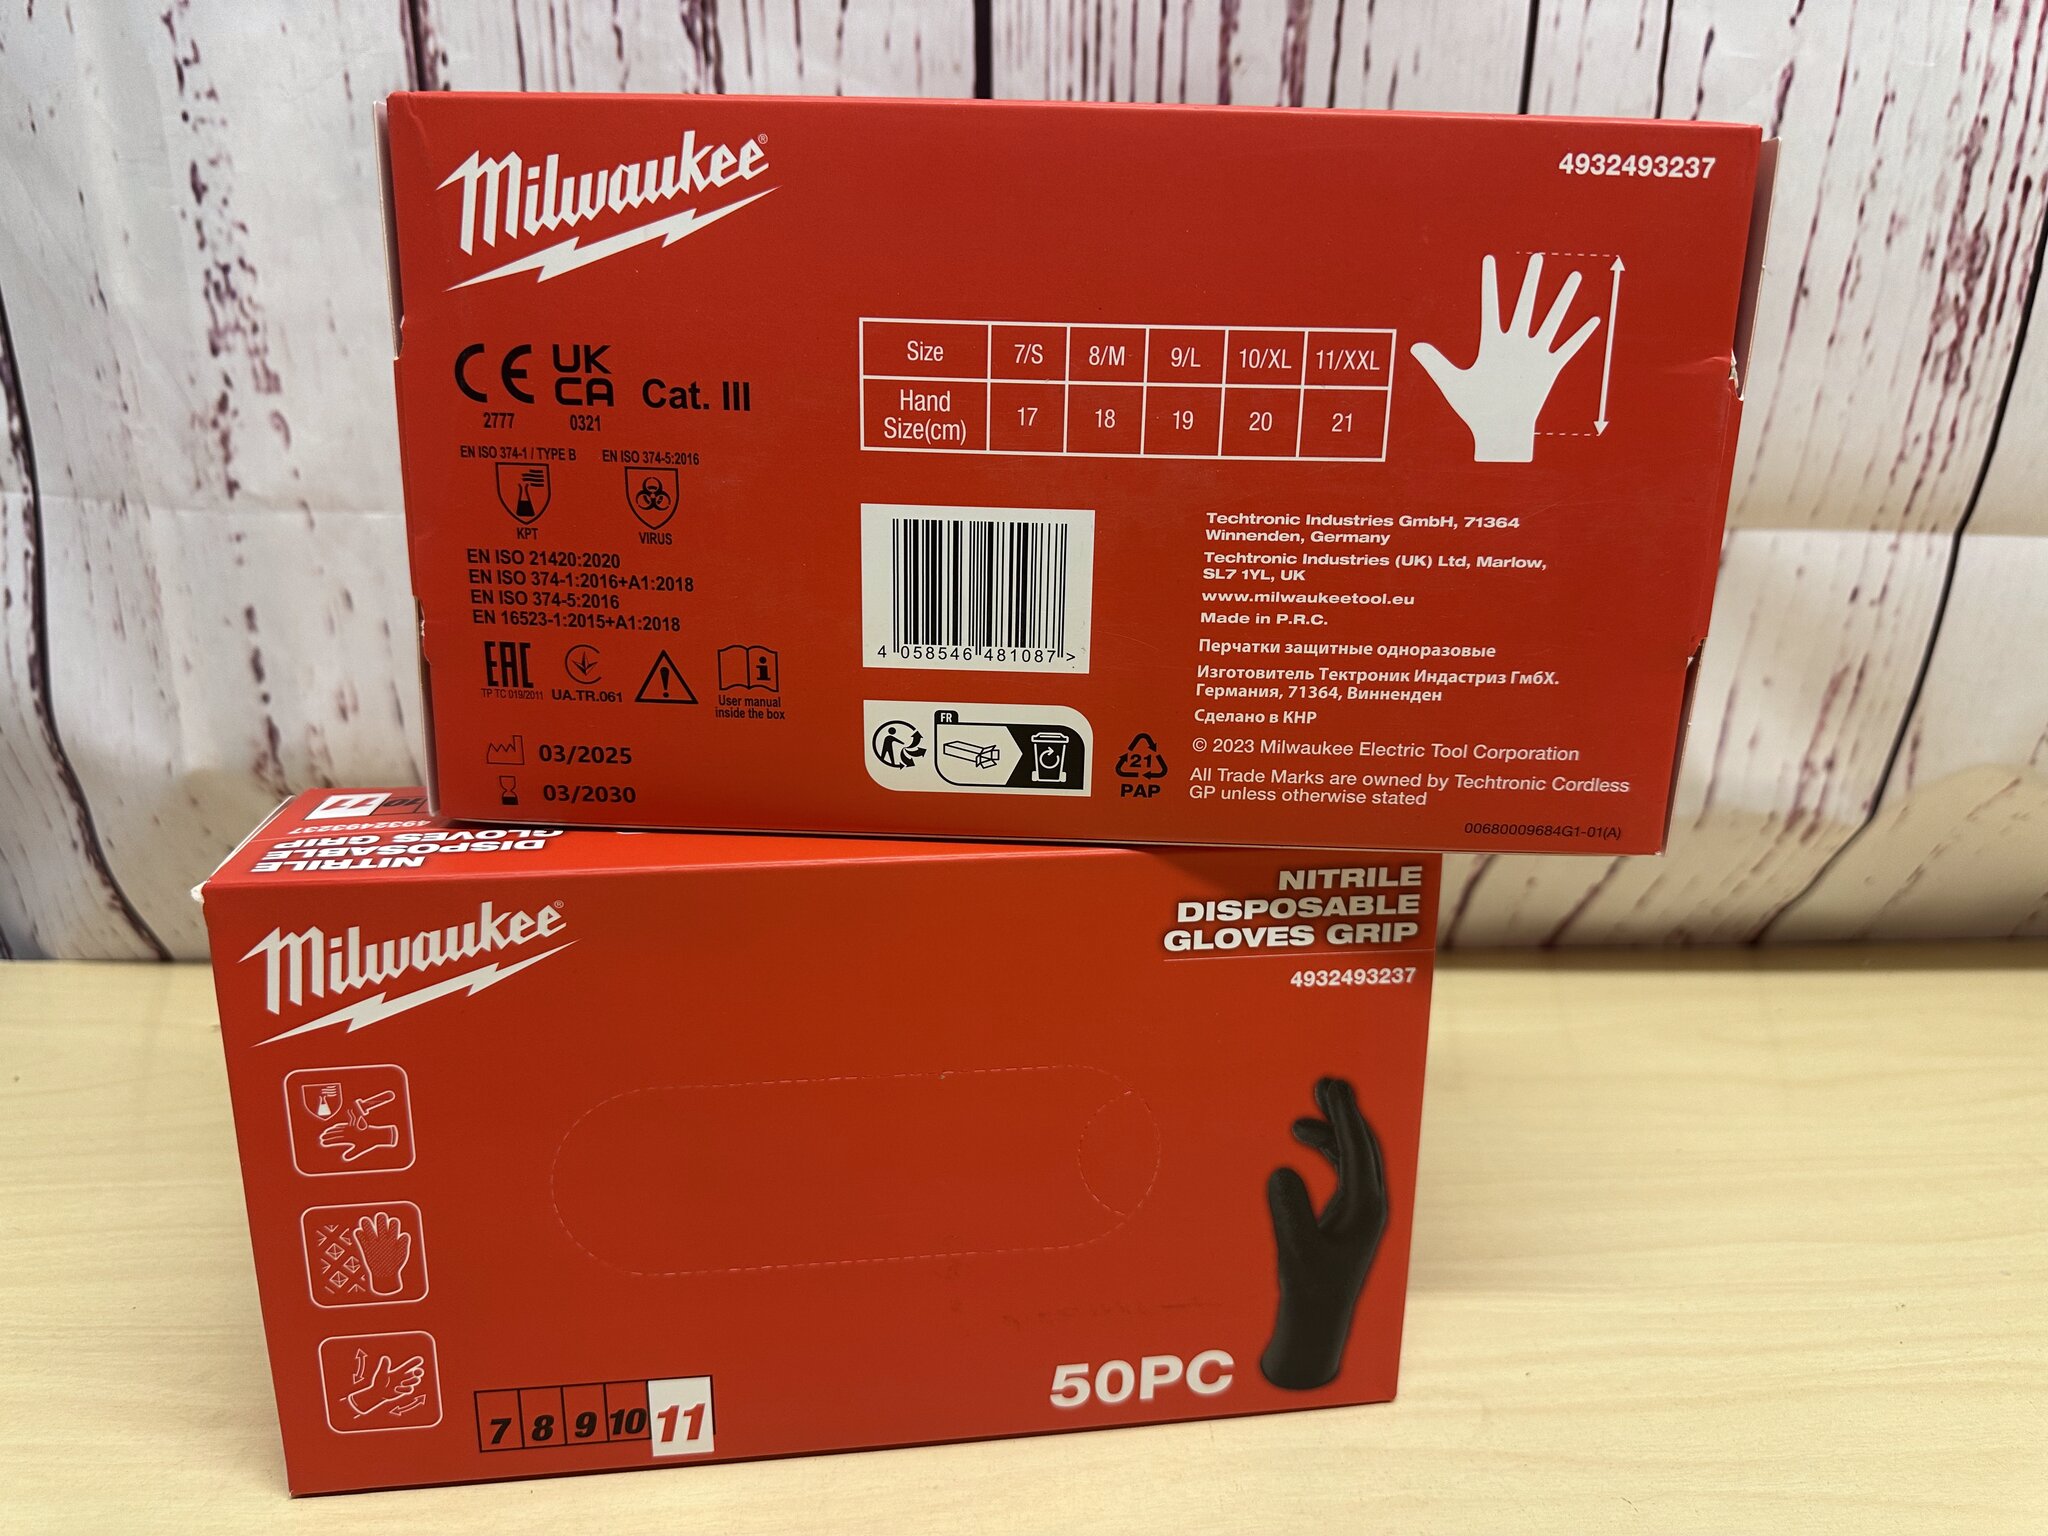 Milwaukee®
4932493237
Size 7/S 8/M 9/L 10/XL 11/XXL
Hand Size(cm) 17 18 19 20 21
CE UK CA Cat. III
2777 0321
EN ISO 374-1 / TYPE B EN ISO 374-5:2016
KPT VIRUS
EN ISO 21420:2020
EN ISO 374-1:2016+A1:2018
EN ISO 374-5:2016
EN 16523-1:2015+A1:2018
EAC
TP TC 019/2011 UA.TR.061
User manual
inside the box
03/2025
03/2030
4 058546 481087 >
FR
21
PAP
Techtronic Industries GmbH, 71364
Winnenden, Germany
Techtronic Industries (UK) Ltd, Marlow,
SL7 1YL, UK
www.milwaukeetool.eu
Made in P.R.C.
Перчатки защитные одноразовые
Изготовитель Тектроник Индастриз ГмбХ.
Германия, 71364, Винненден
Сделано в КНР
© 2023 Milwaukee Electric Tool Corporation
All Trade Marks are owned by Techtronic Cordless
GP unless otherwise stated
00680009684G1-01(A)
11 10
4932493237
NITRILE
DISPOSABLE
GLOVES GRIP
Milwaukee®
NITRILE
DISPOSABLE
GLOVES GRIP
4932493237
50PC
7 8 9 10 11